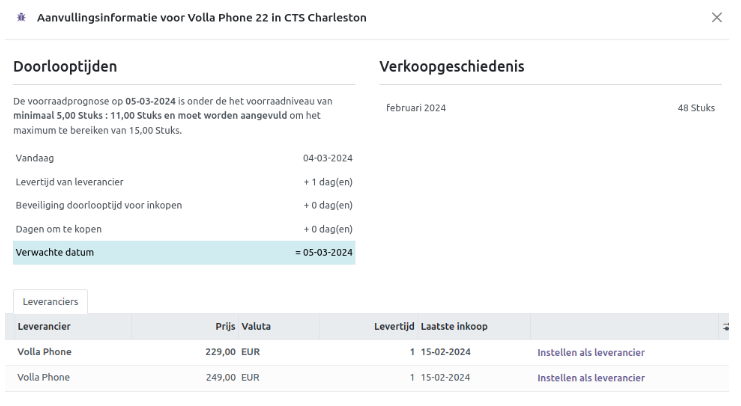 Aanvullingsinformatie voor Volla Phone 22 in CTS Charleston
Doorlooptijden
De voorraadprognose op 05-03-2024 is onder de het voorraadniveau van
minimaal 5,00 Stuks : 11,00 Stuks en moet worden aangevuld om het
maximum te bereiken van 15,00 Stuks.
Vandaag 04-03-2024
Levertijd van leverancier + 1 dag(en)
Beveiliging doorlooptijd voor inkopen + 0 dag(en)
Dagen om te kopen + 0 dag(en)
Verwachte datum = 05-03-2024
Verkoopgeschiedenis
februari 2024 48 Stuks
Leveranciers
Leverancier Prijs Valuta Levertijd Laatste inkoop
Volla Phone 229,00 EUR 1 15-02-2024 Instellen als leverancier
Volla Phone 249,00 EUR 1 15-02-2024 Instellen als leverancier